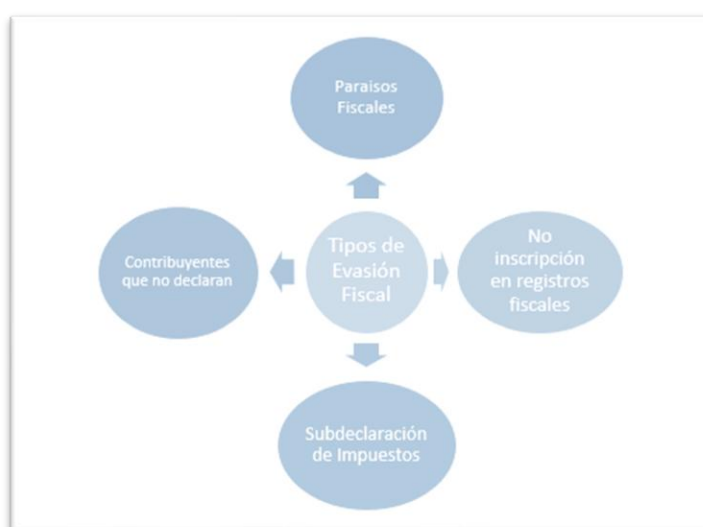 Paraisos
Fiscales
Contribuyentes
que no declaran
Tipos de
Evasión
Fiscal
No
inscripción
en registros
fiscales
Subdeclaración
de Impuestos